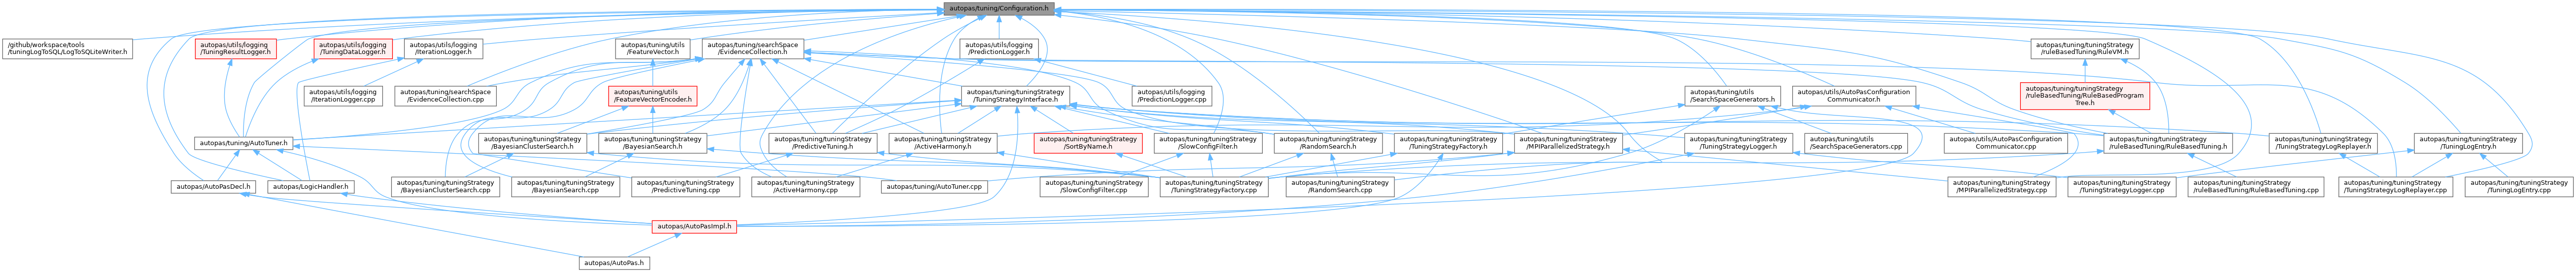 autopas/tuning/Configuration.h
/github/workspace/tools
/tuningLogToSQL/LogToSQLiteWriter.h
autopas/utils/logging
/TuningResultLogger.h
autopas/utils/logging
/TuningDataLogger.h
autopas/utils/logging
/IterationLogger.h
autopas/tuning/utils
/FeatureVector.h
autopas/tuning/searchSpace
/EvidenceCollection.h
autopas/utils/logging
/PredictionLogger.h
autopas/tuning/tuningStrategy
/ruleBasedTuning/RuleVM.h
autopas/utils/logging
/IterationLogger.cpp
autopas/tuning/searchSpace
/EvidenceCollection.cpp
autopas/tuning/utils
/FeatureVectorEncoder.h
autopas/tuning/tuningStrategy
/TuningStrategyInterface.h
autopas/utils/logging
/PredictionLogger.cpp
autopas/tuning/utils
/SearchSpaceGenerators.h
autopas/utils/AutoPasConfiguration
Communicator.h
autopas/tuning/tuningStrategy
/ruleBasedTuning/RuleBasedProgram
Tree.h
autopas/tuning/AutoTuner.h
autopas/tuning/tuningStrategy
/BayesianClusterSearch.h
autopas/tuning/tuningStrategy
/BayesianSearch.h
autopas/tuning/tuningStrategy
/PredictiveTuning.h
autopas/tuning/tuningStrategy
/ActiveHarmony.h
autopas/tuning/tuningStrategy
/SortByName.h
autopas/tuning/tuningStrategy
/SlowConfigFilter.h
autopas/tuning/tuningStrategy
/RandomSearch.h
autopas/tuning/tuningStrategy
/TuningStrategyFactory.h
autopas/tuning/tuningStrategy
/MPIParallelizedStrategy.h
autopas/tuning/tuningStrategy
/TuningStrategyLogger.h
autopas/tuning/utils
/SearchSpaceGenerators.cpp
autopas/utils/AutoPasConfiguration
Communicator.cpp
autopas/tuning/tuningStrategy
/ruleBasedTuning/RuleBasedTuning.h
autopas/tuning/tuningStrategy
/TuningStrategyLogReplayer.h
autopas/tuning/tuningStrategy
/TuningLogEntry.h
autopas/AutoPasDecl.h
autopas/LogicHandler.h
autopas/tuning/tuningStrategy
/BayesianClusterSearch.cpp
autopas/tuning/tuningStrategy
/BayesianSearch.cpp
autopas/tuning/tuningStrategy
/PredictiveTuning.cpp
autopas/tuning/tuningStrategy
/ActiveHarmony.cpp
autopas/tuning/AutoTuner.cpp
autopas/tuning/tuningStrategy
/SlowConfigFilter.cpp
autopas/tuning/tuningStrategy
/TuningStrategyFactory.cpp
autopas/tuning/tuningStrategy
/RandomSearch.cpp
autopas/tuning/tuningStrategy
/MPIParallelizedStrategy.cpp
autopas/tuning/tuningStrategy
/TuningStrategyLogger.cpp
autopas/tuning/tuningStrategy
/ruleBasedTuning/RuleBasedTuning.cpp
autopas/tuning/tuningStrategy
/TuningStrategyLogReplayer.cpp
autopas/tuning/tuningStrategy
/TuningLogEntry.cpp
autopas/AutoPasImpl.h
autopas/AutoPas.h